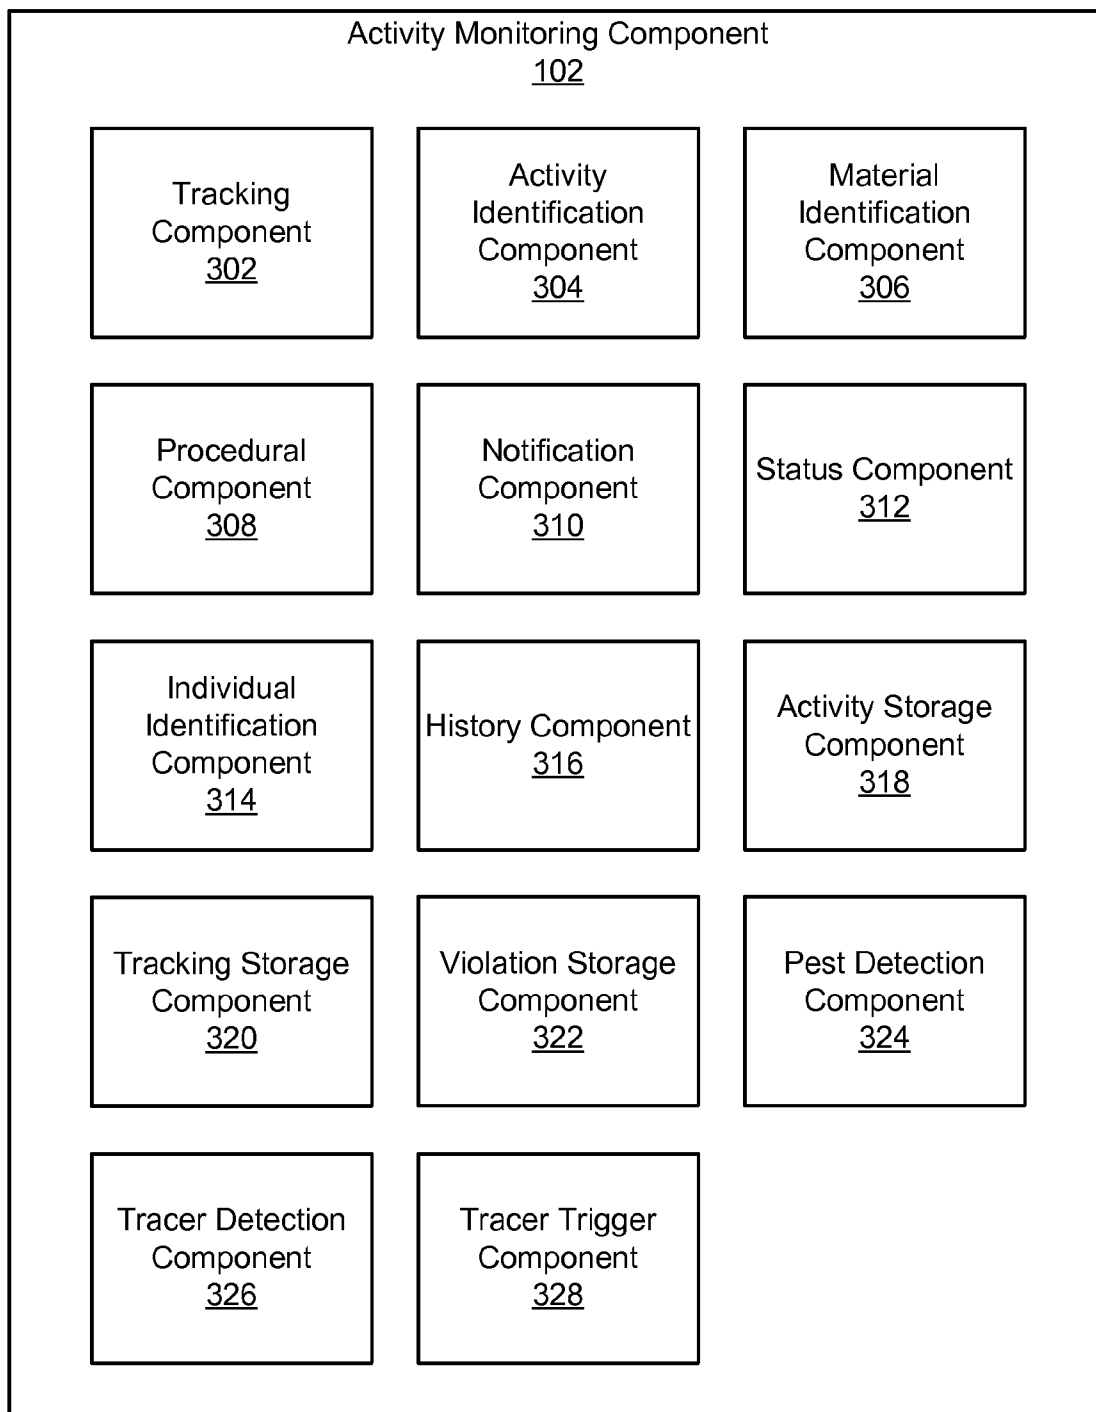 Activity Monitoring Component
102
Tracking
Component
302
Activity
Identification
Component
304
Material
Identification
Component
306
Procedural
Component
308
Notification
Component
310
Status Component
312
Individual
Identification
Component
314
History Component
316
Activity Storage
Component
318
Tracking Storage
Component
320
Violation Storage
Component
322
Pest Detection
Component
324
Tracer Detection
Component
326
Tracer Trigger
Component
328